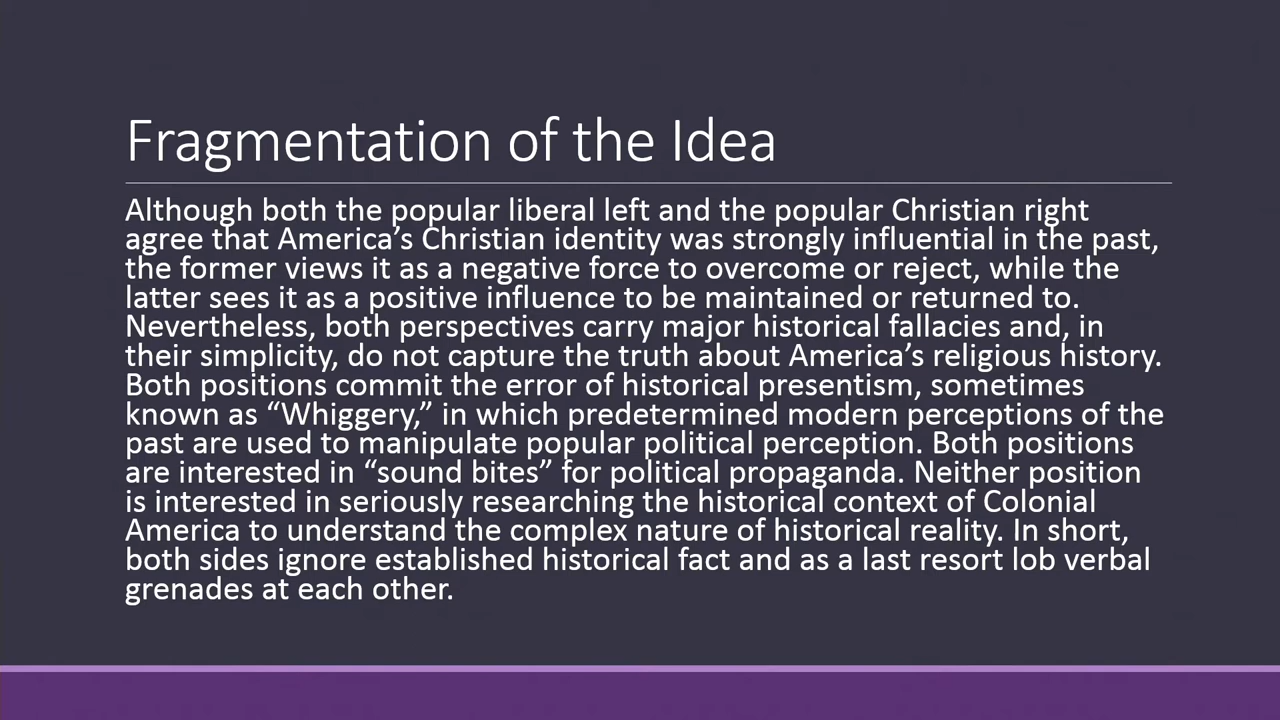 Fragmentation of the Idea
Although both the popular liberal left and the popular Christian right
agree that America’s Christian identity was strongly influential in the past,
the former views it as a negative force to overcome or reject, while the
latter sees it as a positive influence to be maintained or returned to.
Nevertheless, both perspectives carry major historical fallacies and, in
their simplicity, do not capture the truth about America’s religious history.
Both positions commit the error of historical presentism, sometimes
known as “Whiggery,” in which predetermined modern perceptions of the
past are used to manipulate popular political perception. Both positions
are interested in “sound bites” for political propaganda. Neither position
is interested in seriously researching the historical context of Colonial
America to understand the complex nature of historical reality. In short,
both sides ignore established historical fact and as a last resort lob verbal
grenades at each other.